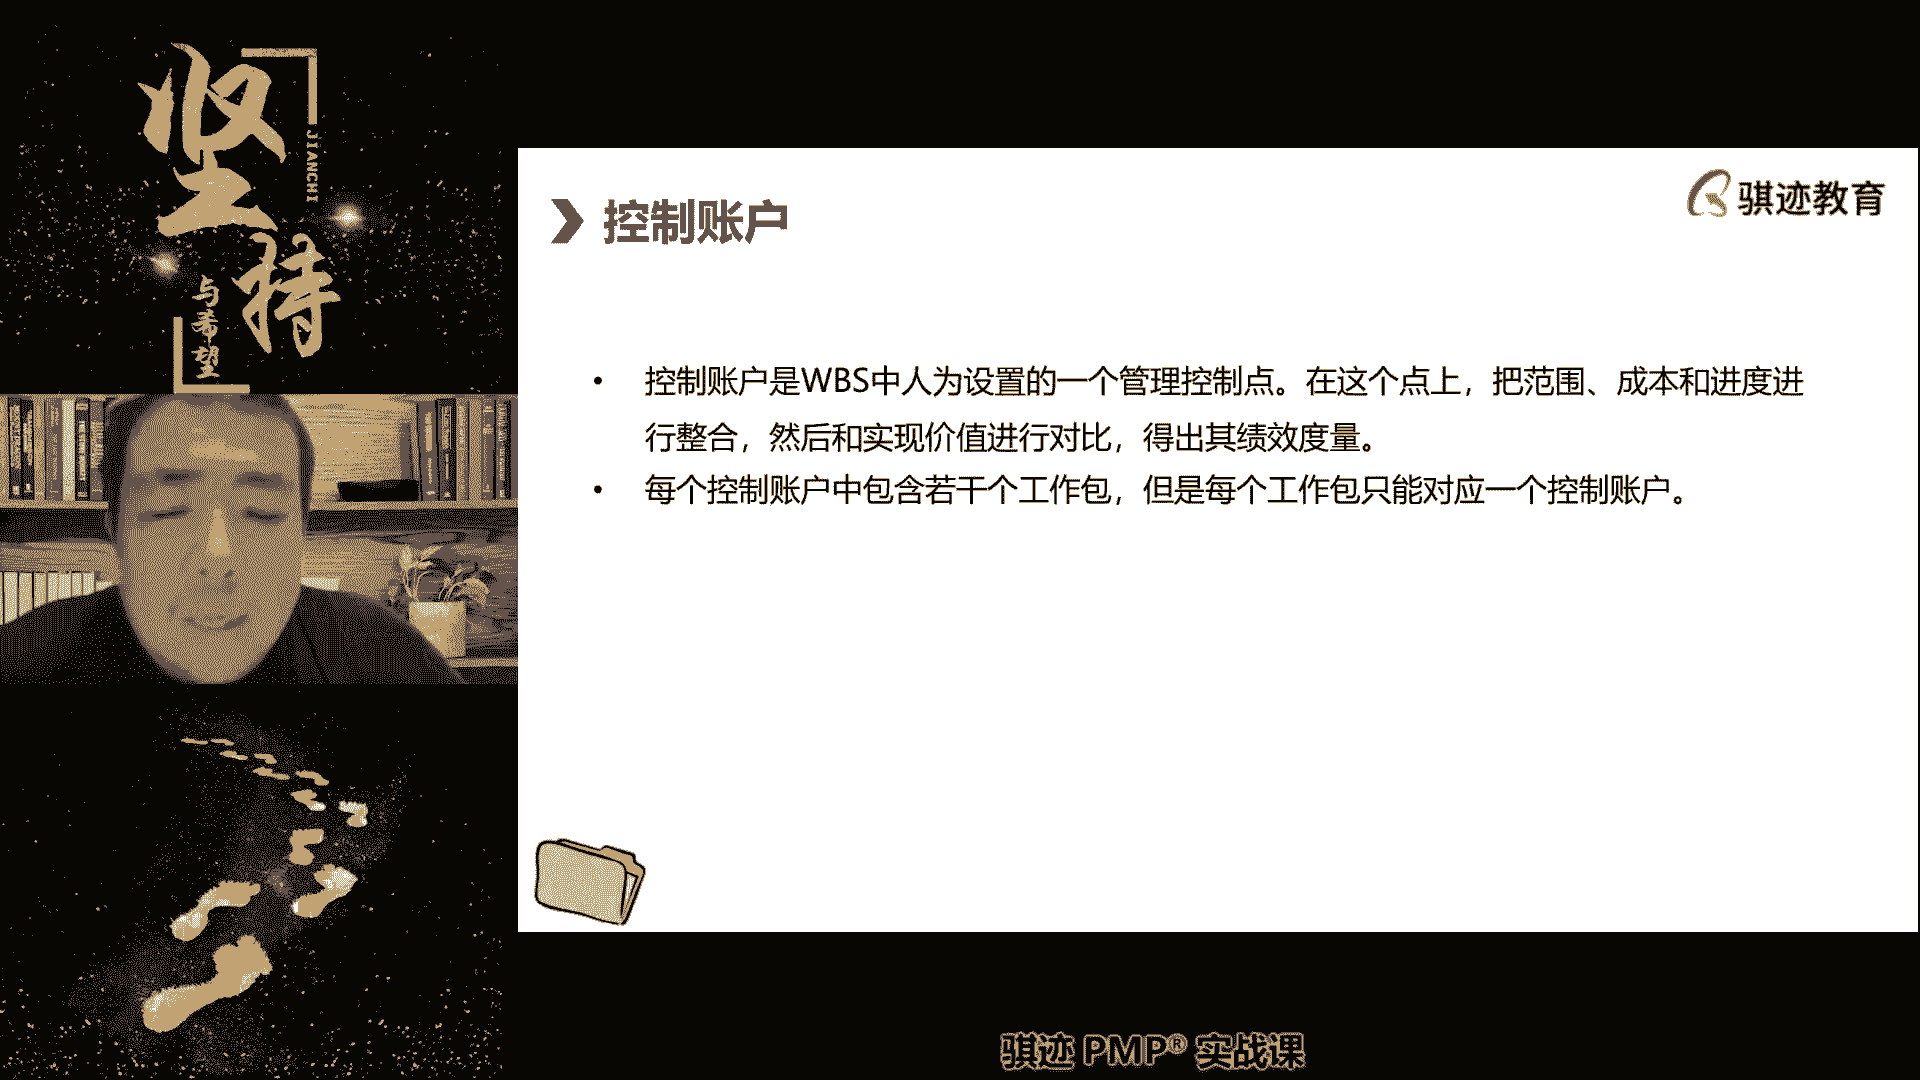 坚持
JIANCHI
与希望
骐迹教育
控制账户
• 控制账户是WBS中人为设置的一个管理控制点。在这个点上，把范围、成本和进度进
行整合，然后和实现价值进行对比，得出其绩效度量。
• 每个控制账户中包含若干个工作包，但是每个工作包只能对应一个控制账户。
骐迹 PMP® 实战课